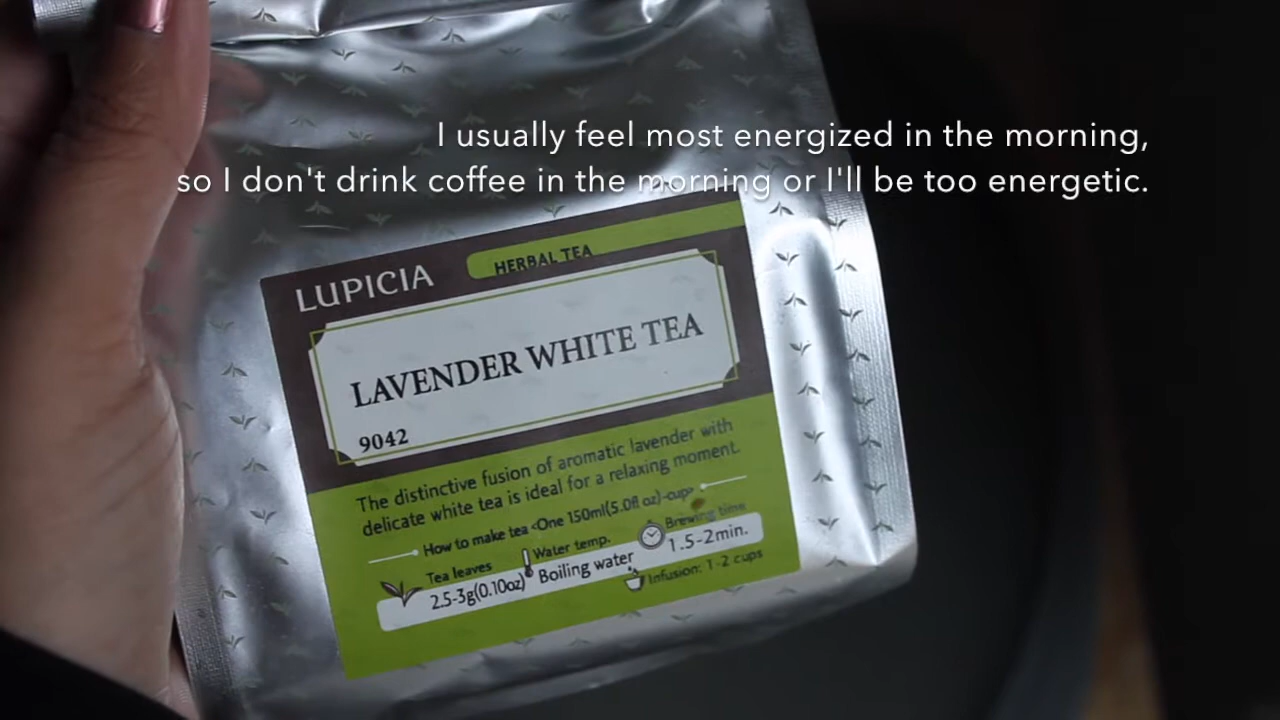 I usually feel most energized in the morning,
so I don't drink coffee in the morning or I'll be too energetic.
LUPICIA
HERBAL TEA
LAVENDER WHITE TEA
9042
The distinctive fusion of aromatic lavender with
delicate white tea is ideal for a relaxing moment.
How to make tea <One 150ml(5.0fl oz)-cup>
Tea leaves
2.5-3g(0.10oz)
Water temp.
Boiling water
Brewing time
1.5-2min.
Infusion: 1-2 cups